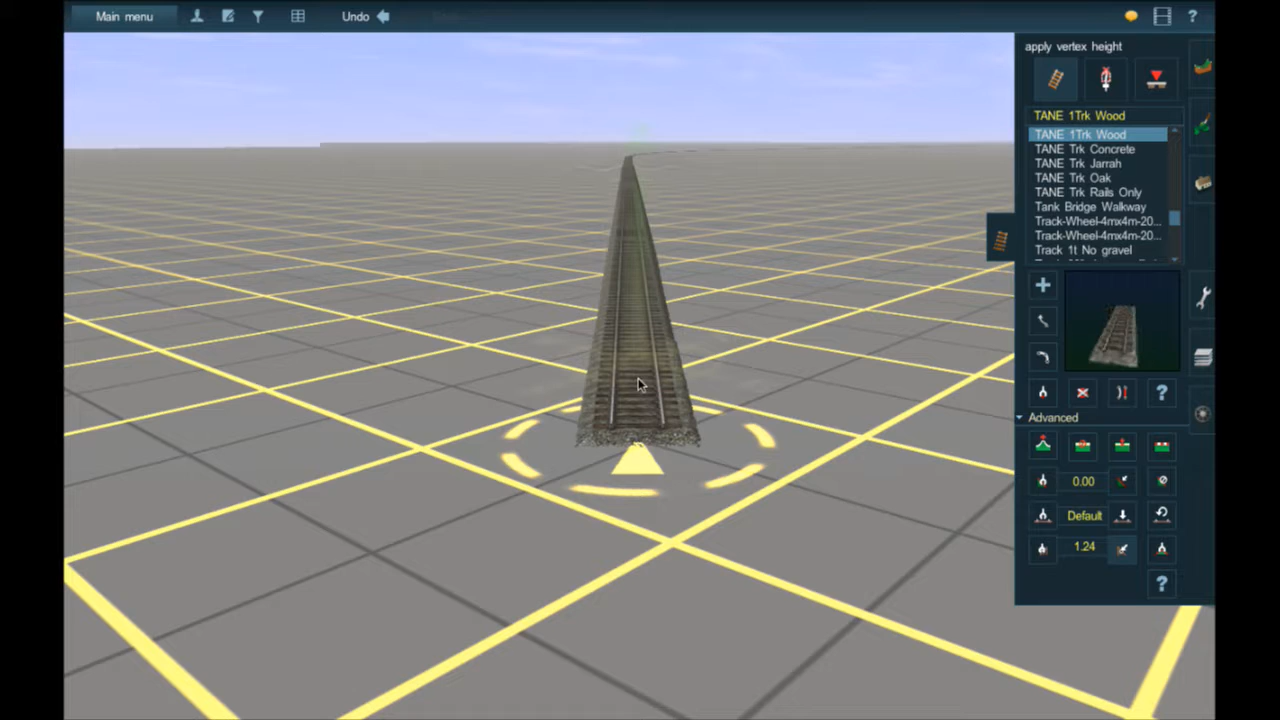 Main menu
Undo
?
apply vertex height
TANE 1Trk Wood
TANE 1Trk Wood
TANE Trk Concrete
TANE Trk Jarrah
TANE Trk Oak
TANE Trk Rails Only
Tank Bridge Walkway
Track-Wheel-4mx4m-20...
Track-Wheel-4mx4m-20...
Track 1t No gravel
?
Advanced
0.00
Default
1.24
?